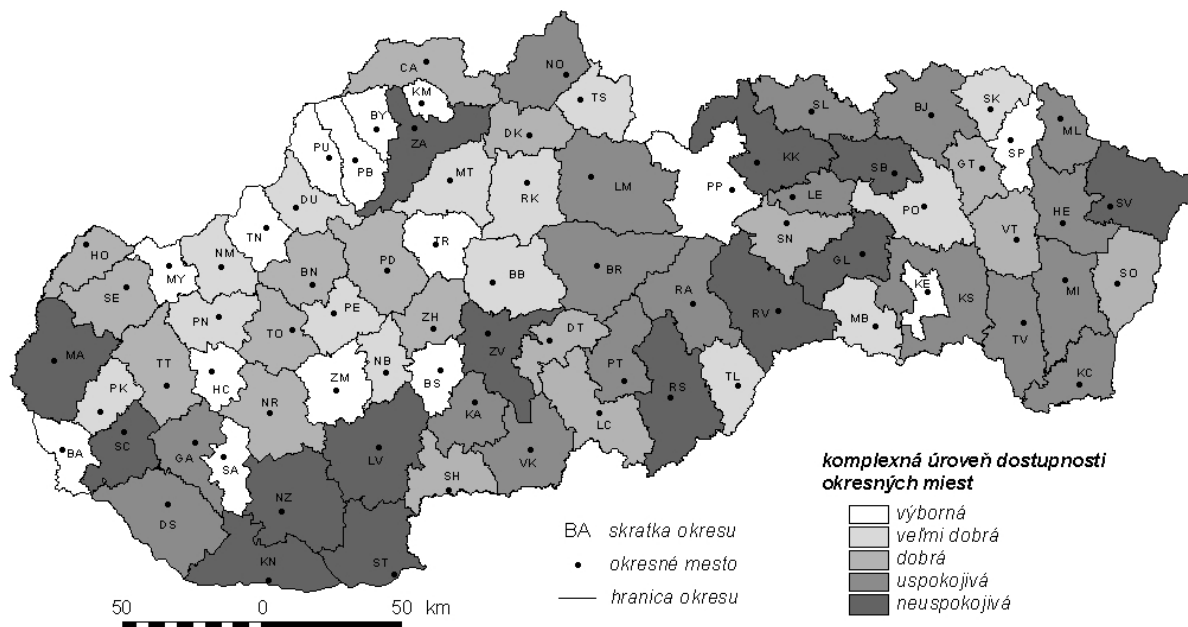 NO
CA
TS
KM
BY
SL
BJ
SK
ML
ZA
DK
SP
PU
KK
SB
GT
PB
MT
LM
PP
RK
LE
SV
DU
PO
HE
TN
SN
VT
HO
NM
TR
GL
MY
BN
PD
BB
BR
SO
SE
RA
KE
KS
MI
PN
TO
PE
RV
MB
ZH
DT
TV
MA
ZV
TT
NB
PT
HC
ZM
BS
TL
KC
PK
RS
NR
KA
LC
BA
SC
GA
SA
LV
VK
SH
NZ
DS
KN
ST
komplexná úroveň dostupnosti
okresných miest
výborná
veľmi dobrá
dobrá
uspokojivá
neuspokojivá
BA skratka okresu
okresné mesto
hranica okresu
50 0 50 km